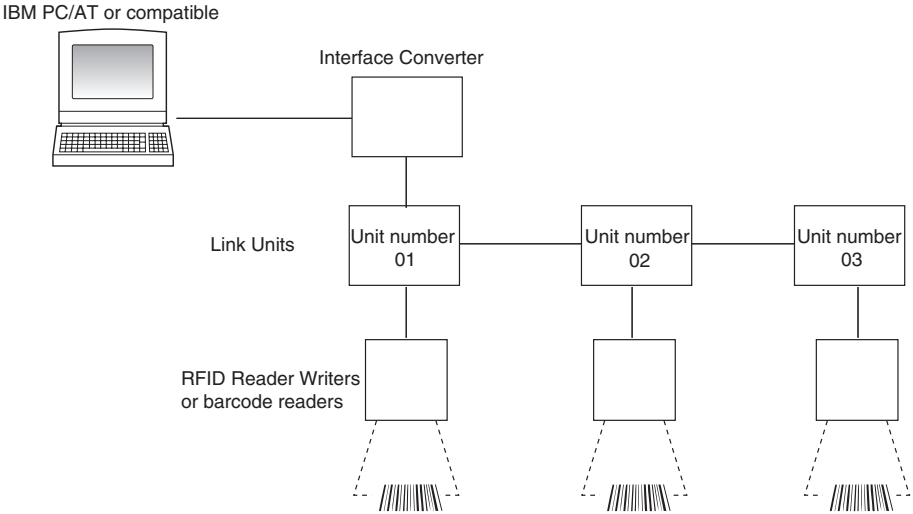 IBM PC/AT or compatible
Interface Converter
Link Units
Unit number
01
Unit number
02
Unit number
03
RFID Reader Writers
or barcode readers